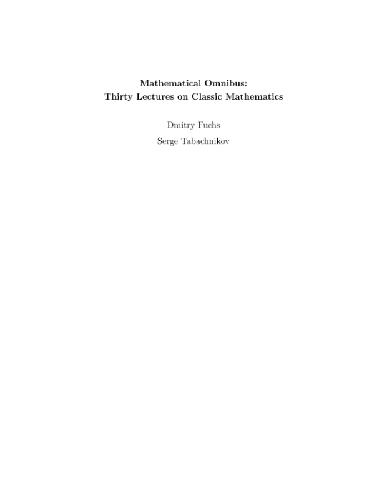 Mathematical Omnibus:
Thirty Lectures on Classic Mathematics
Dmitry Fuchs
Serge Tabachnikov